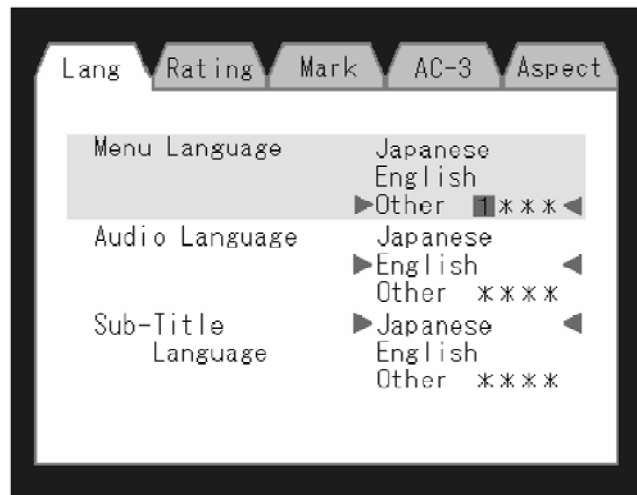 Lang Rating Mark AC-3 Aspect
Menu Language Japanese
English
▶Other 1***◀
Audio Language Japanese
▶English ◀
Other ****
Sub-Title ▶Japanese ◀
Language English
Other ****